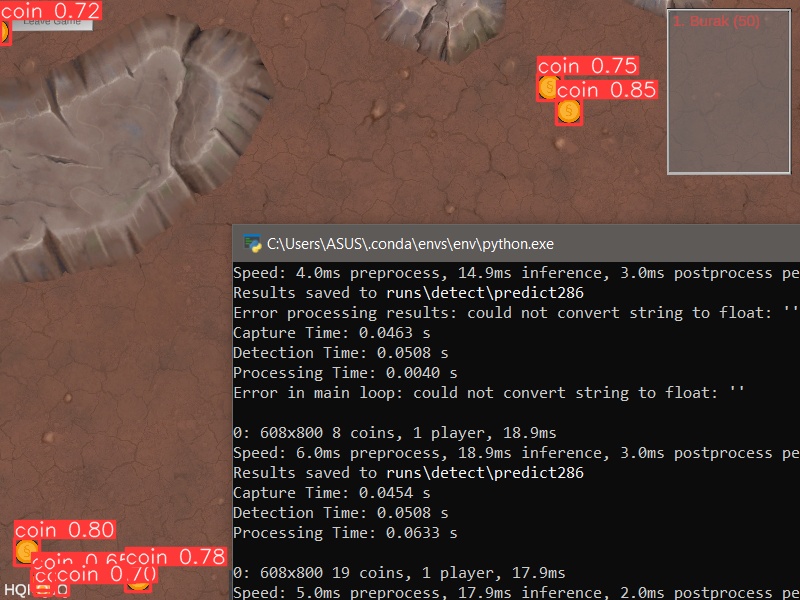 coin 0.72
Leave Game
1. Burak (50)
coin 0.75
coin 0.85
C:\Users\ASUS\.conda\envs\env\python.exe
Speed: 4.0ms preprocess, 14.9ms inference, 3.0ms postprocess pe
Results saved to runs\detect\predict286
Error processing results: could not convert string to float: ''
Capture Time: 0.0463 s
Detection Time: 0.0508 s
Processing Time: 0.0040 s
Error in main loop: could not convert string to float: ''
0: 608x800 8 coins, 1 player, 18.9ms
Speed: 6.0ms preprocess, 18.9ms inference, 3.0ms postprocess pe
Results saved to runs\detect\predict286
Capture Time: 0.0454 s
Detection Time: 0.0508 s
Processing Time: 0.0633 s
0: 608x800 19 coins, 1 player, 17.9ms
Speed: 5.0ms preprocess, 17.9ms inference, 2.0ms postprocess pe
coin 0.80
coin 0.78
coin 0.70